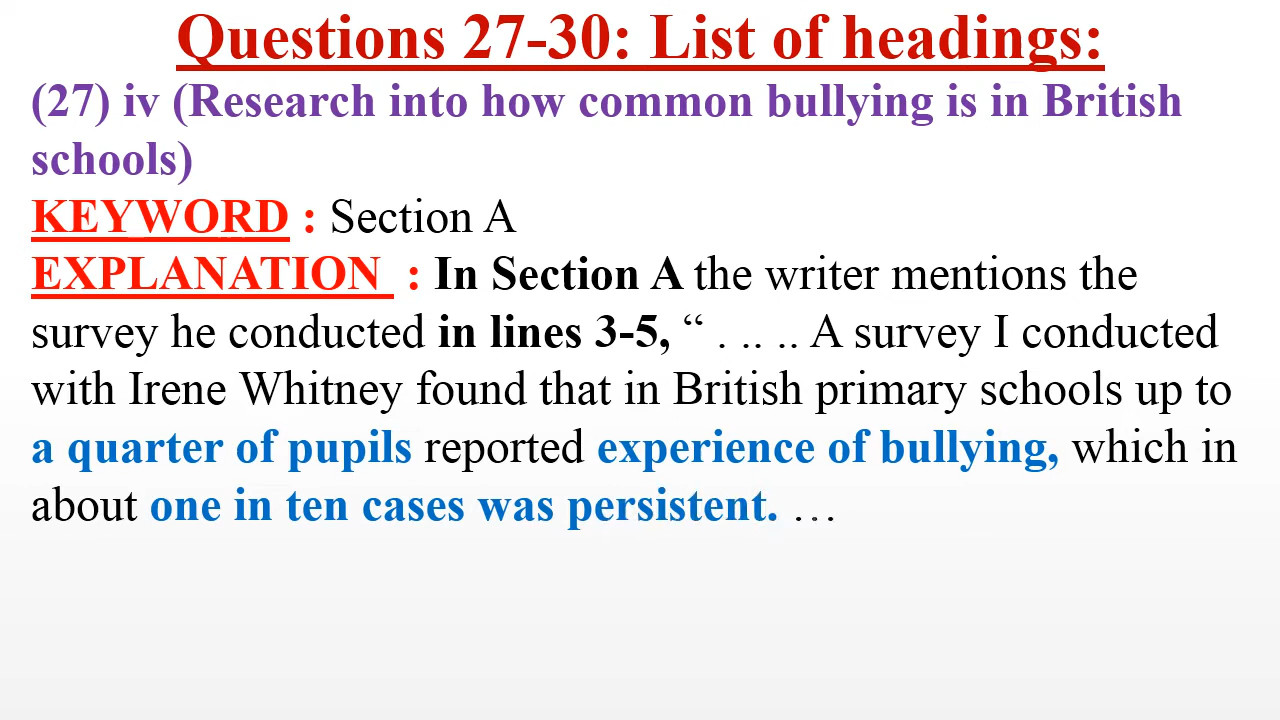 Questions 27-30: List of headings:
(27) iv (Research into how common bullying is in British
schools)
KEYWORD : Section A
EXPLANATION : In Section A the writer mentions the
survey he conducted in lines 3-5, “ . .. .. A survey I conducted
with Irene Whitney found that in British primary schools up to
a quarter of pupils reported experience of bullying, which in
about one in ten cases was persistent. …